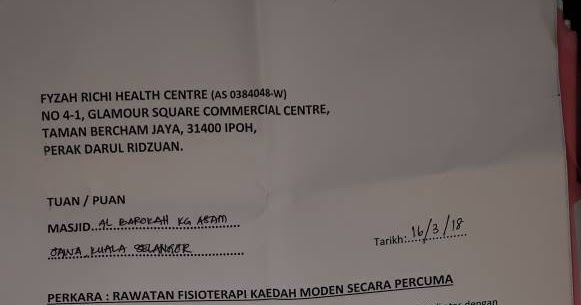 FYZAH RICHI HEALTH CENTRE (AS 0384048-W)
NO 4-1, GLAMOUR SQUARE COMMERCIAL CENTRE,
TAMAN BERCHAM JAYA, 31400 IPOH,
PERAK DARUL RIDZUAN.
TUAN / PUAN
MASJID..AL BAROKAH KG ASAM
JAWA, KUALA SELANGOR
Tarikh:..16/3/18
PERKARA : RAWATAN FISIOTERAPI KAEDAH MODEN SECARA PERCUMA
dengan